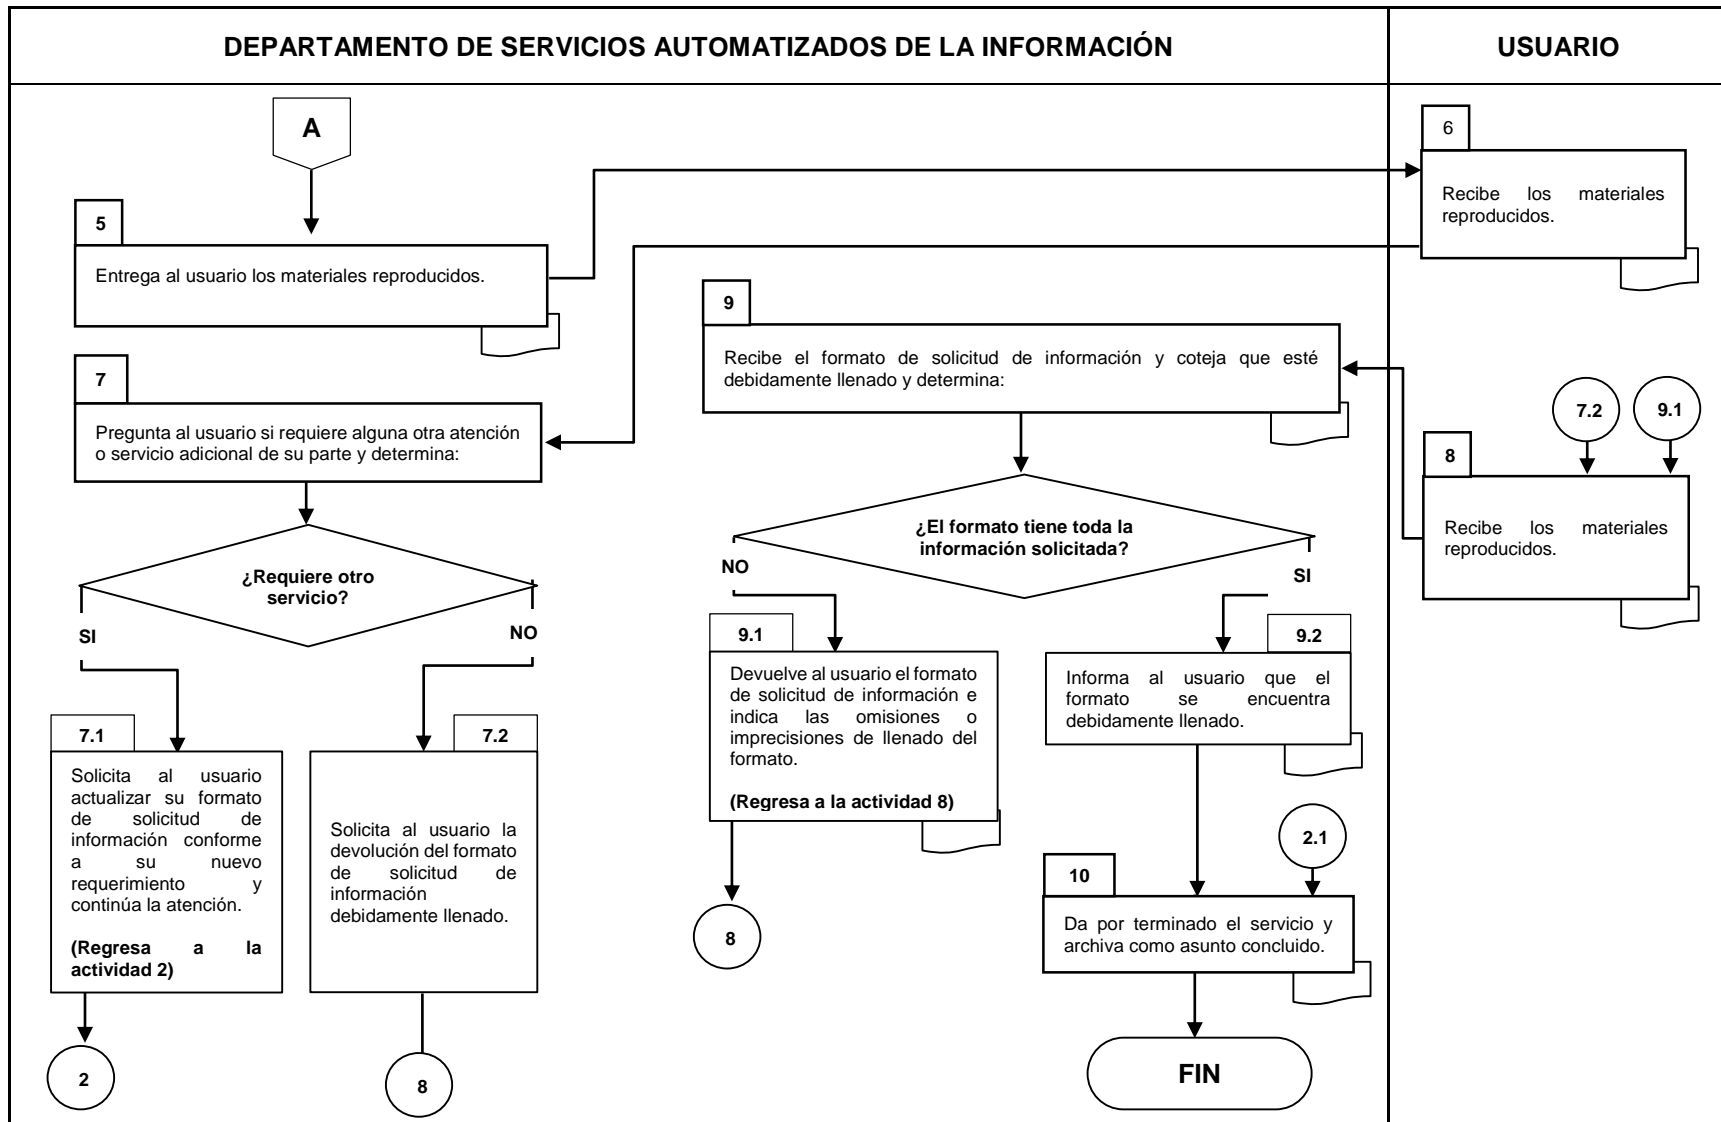 DEPARTAMENTO DE SERVICIOS AUTOMATIZADOS DE LA INFORMACIÓN
USUARIO
A
5
Entrega al usuario los materiales reproducidos.
6
Recibe los materiales
reproducidos.
7
Pregunta al usuario si requiere alguna otra atención
o servicio adicional de su parte y determina:
¿Requiere otro
servicio?
SI
NO
7.1
Solicita al usuario
actualizar su formato
de solicitud de
información conforme
a su nuevo
requerimiento y
continúa la atención.
(Regresa a la
actividad 2)
2
7.2
Solicita al usuario la
devolución del formato
de solicitud de
información
debidamente llenado.
8
7.2
9.1
8
Recibe los materiales
reproducidos.
9
Recibe el formato de solicitud de información y coteja que esté
debidamente llenado y determina:
¿El formato tiene toda la
información solicitada?
NO
SI
9.1
Devuelve al usuario el formato
de solicitud de información e
indica las omisiones o
imprecisiones de llenado del
formato.
(Regresa a la actividad 8)
8
9.2
Informa al usuario que el
formato se encuentra
debidamente llenado.
2.1
10
Da por terminado el servicio y
archiva como asunto concluido.
FIN